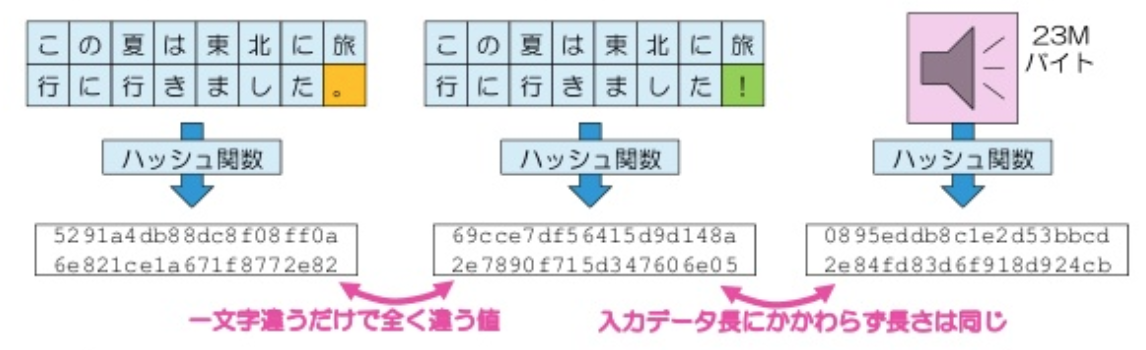 この夏は東北に旅
行に行きました。
ハッシュ関数
5291a4db88dc8f08ff0a
6e821ce1a671f8772e82
この夏は東北に旅
行に行きました!
ハッシュ関数
69cce7df56415d9d148a
2e7890f715d347606e05
23M
バイト
ハッシュ関数
0895eddb8c1e2d53bbcd
2e84fd83d6f918d924cb
一文字違うだけで全く違う値
入力データ長にかかわらず長さは同じ